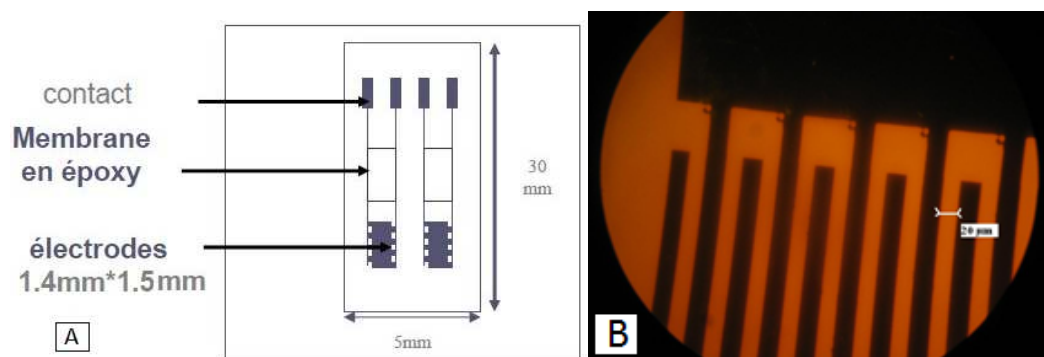 contact
Membrane
en époxy
électrodes
1.4mm*1.5mm
A
30
mm
5mm
20 µm
B